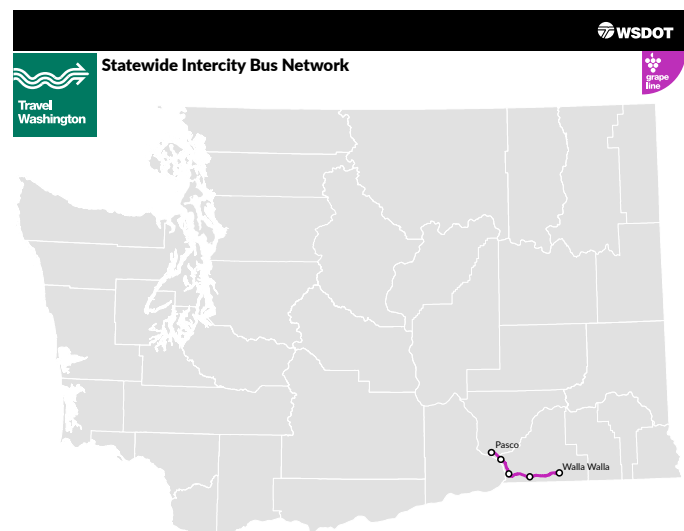 WSDOT
Statewide Intercity Bus Network
grape
line
Travel
Washington
Pasco
Walla Walla